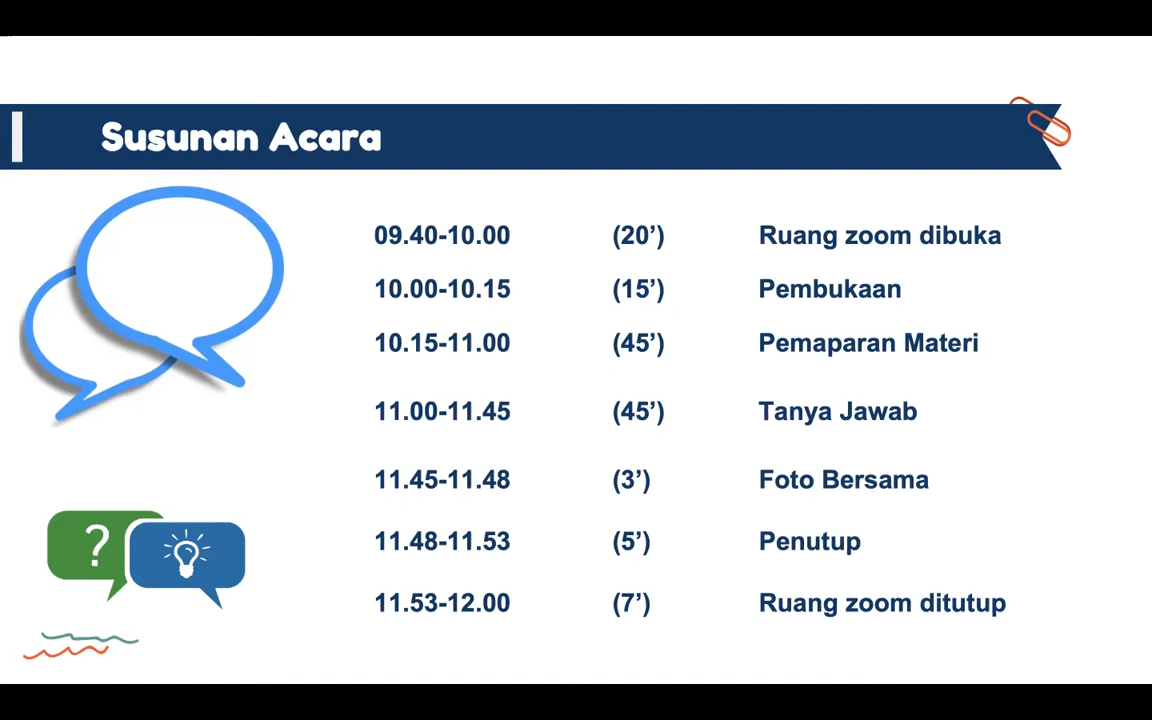 Susunan Acara
09.40-10.00 (20’) Ruang zoom dibuka
10.00-10.15 (15’) Pembukaan
10.15-11.00 (45’) Pemaparan Materi
11.00-11.45 (45’) Tanya Jawab
11.45-11.48 (3’) Foto Bersama
11.48-11.53 (5’) Penutup
11.53-12.00 (7’) Ruang zoom ditutup
?